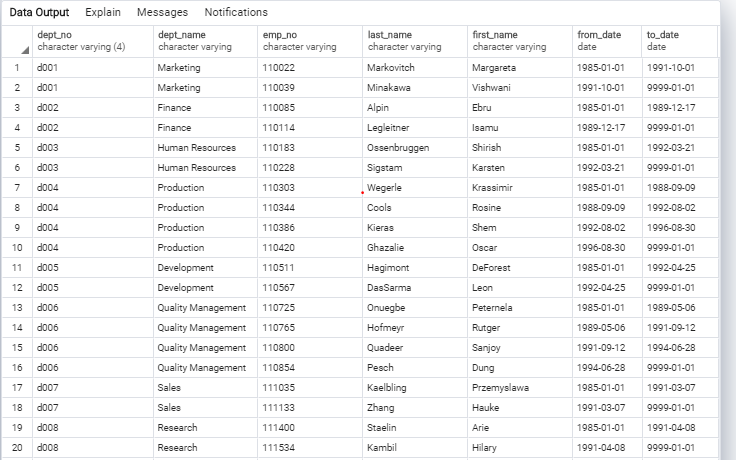 Data Output Explain Messages Notifications
dept_no dept_name emp_no last_name first_name from_date to_date
character varying (4) character varying character varying character varying character varying date date
1 d001 Marketing 110022 Markovitch Margareta 1985-01-01 1991-10-01
2 d001 Marketing 110039 Minakawa Vishwani 1991-10-01 9999-01-01
3 d002 Finance 110085 Alpin Ebru 1985-01-01 1989-12-17
4 d002 Finance 110114 Legleitner Isamu 1989-12-17 9999-01-01
5 d003 Human Resources 110183 Ossenbruggen Shirish 1985-01-01 1992-03-21
6 d003 Human Resources 110228 Sigstam Karsten 1992-03-21 9999-01-01
7 d004 Production 110303 Wegerle Krassimir 1985-01-01 1988-09-09
8 d004 Production 110344 Cools Rosine 1988-09-09 1992-08-02
9 d004 Production 110386 Kieras Shem 1992-08-02 1996-08-30
10 d004 Production 110420 Ghazalie Oscar 1996-08-30 9999-01-01
11 d005 Development 110511 Hagimont DeForest 1985-01-01 1992-04-25
12 d005 Development 110567 DasSarma Leon 1992-04-25 9999-01-01
13 d006 Quality Management 110725 Onuegbe Peternela 1985-01-01 1989-05-06
14 d006 Quality Management 110765 Hofmeyr Rutger 1989-05-06 1991-09-12
15 d006 Quality Management 110800 Quadeer Sanjoy 1991-09-12 1994-06-28
16 d006 Quality Management 110854 Pesch Dung 1994-06-28 9999-01-01
17 d007 Sales 111035 Kaelbling Przemyslawa 1985-01-01 1991-03-07
18 d007 Sales 111133 Zhang Hauke 1991-03-07 9999-01-01
19 d008 Research 111400 Staelin Arie 1985-01-01 1991-04-08
20 d008 Research 111534 Kambil Hilary 1991-04-08 9999-01-01